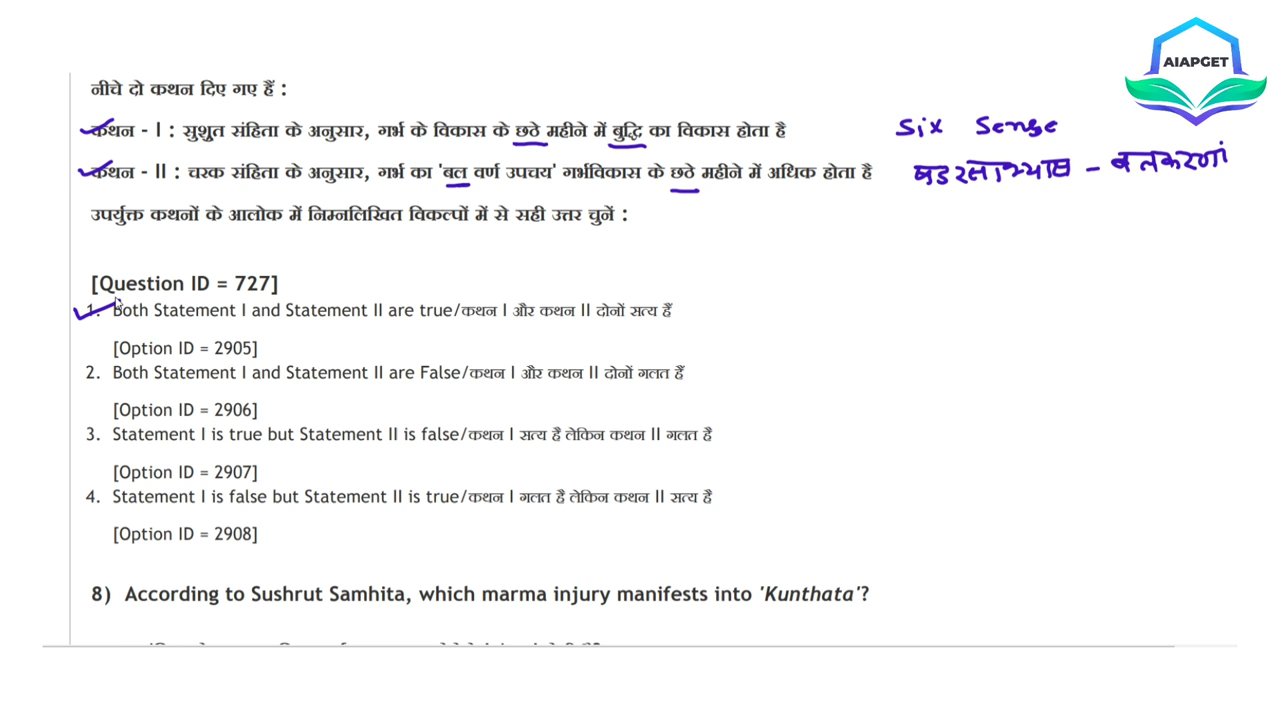 AIAPGET
नीचे दो कथन दिए गए हैं :
कथन - I : सुश्रुत संहिता के अनुसार, गर्भ के विकास के छठे महीने में बुद्धि का विकास होता है
Six Sense
कथन - II : चरक संहिता के अनुसार, गर्भ का 'बल वर्ण उपचय' गर्भविकास के छठे महीने में अधिक होता है
षडरसाभ्यास - बलकराणां
उपर्युक्त कथनों के आलोक में निम्नलिखित विकल्पों में से सही उत्तर चुनें :
[Question ID = 727]
1. Both Statement I and Statement II are true/कथन I और कथन II दोनों सत्य हैं
[Option ID = 2905]
2. Both Statement I and Statement II are False/कथन I और कथन II दोनों गलत हैं
[Option ID = 2906]
3. Statement I is true but Statement II is false/कथन I सत्य है लेकिन कथन II गलत है
[Option ID = 2907]
4. Statement I is false but Statement II is true/कथन I गलत है लेकिन कथन II सत्य है
[Option ID = 2908]
8) According to Sushrut Samhita, which marma injury manifests into 'Kunthata'?